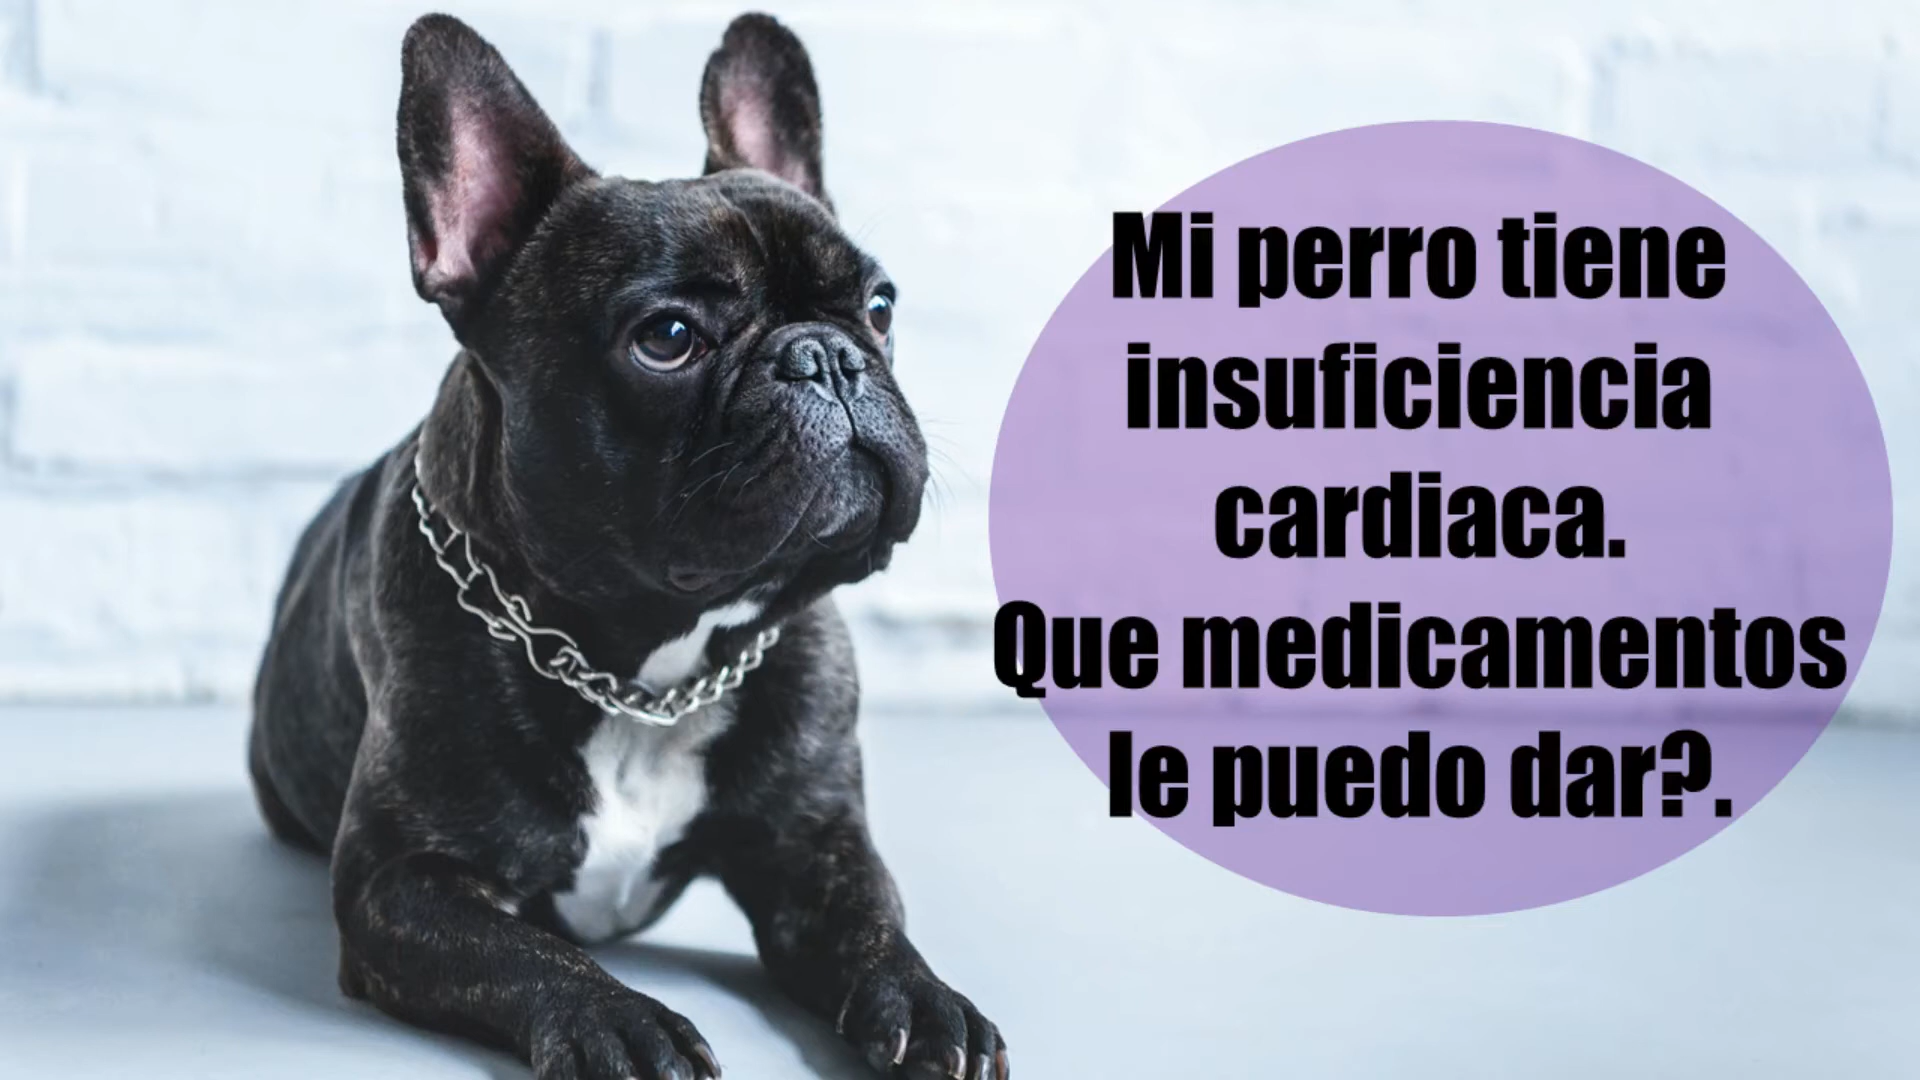 Mi perro tiene
insuficiencia
cardiaca.
Que medicamentos
le puedo dar?.